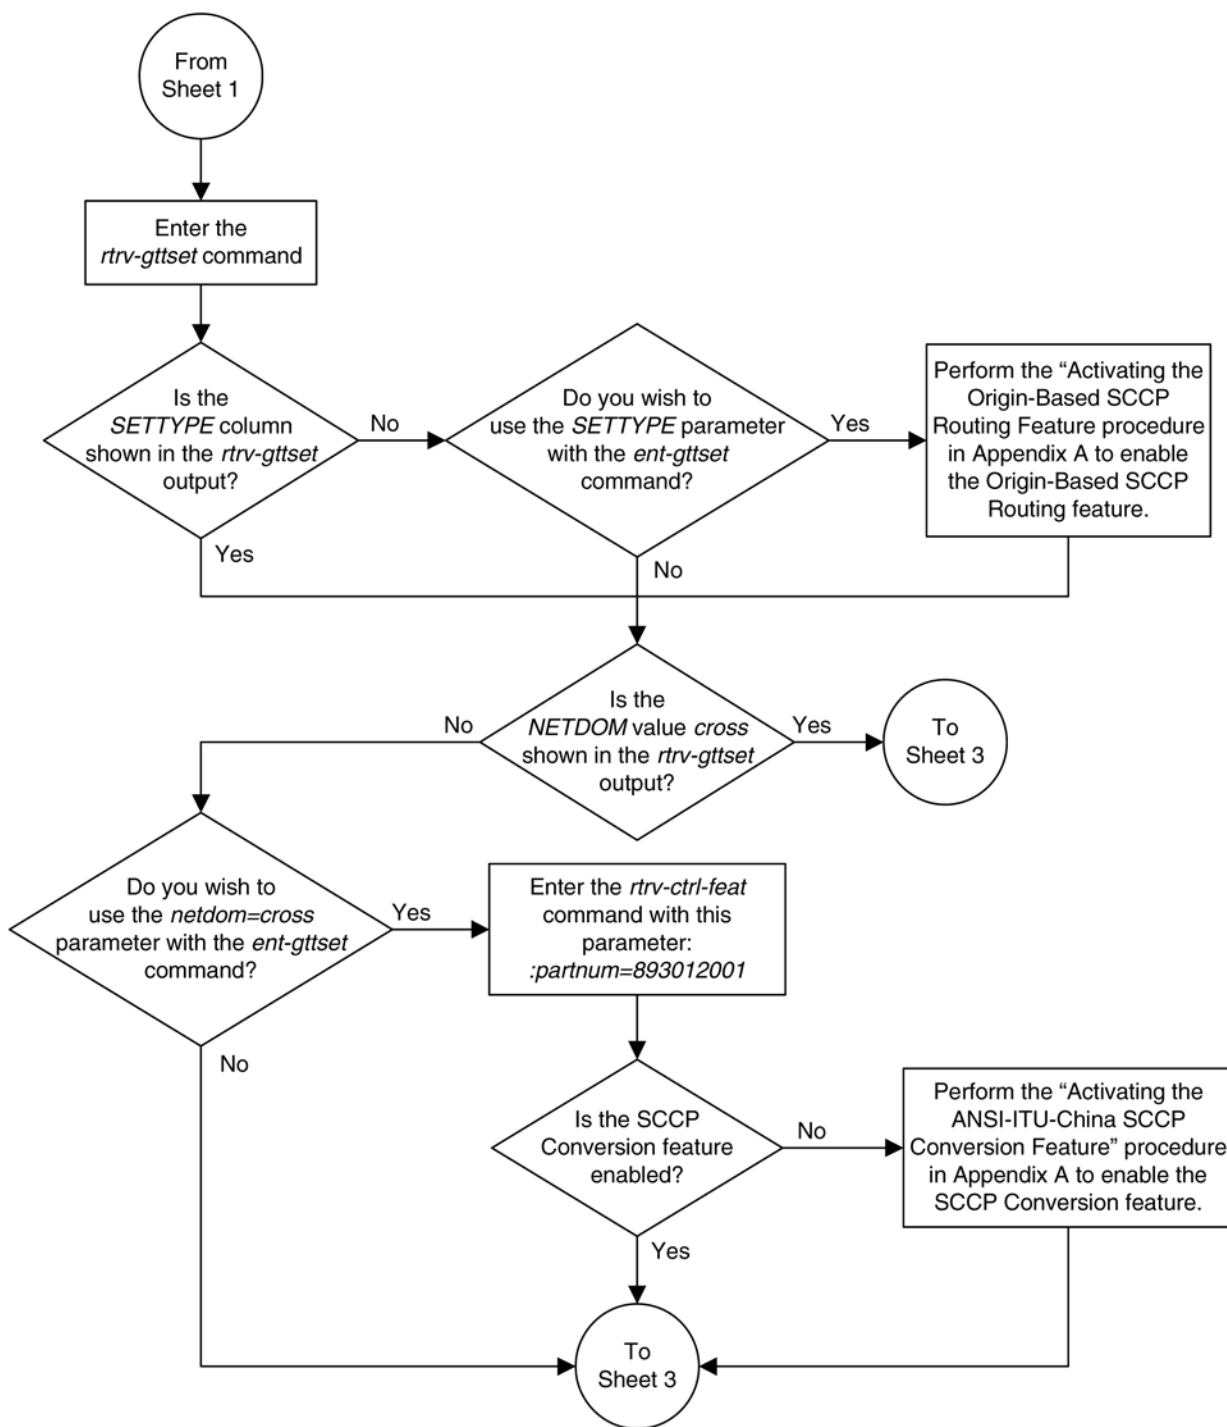 From
Sheet 1
Enter the
rtrv-gttset command
Is the
SETTYPE column
shown in the rtrv-gttset
output?
No
Yes
Do you wish to
use the SETTYPE parameter
with the ent-gttset
command?
Yes
No
Perform the “Activating the
Origin-Based SCCP
Routing Feature procedure
in Appendix A to enable
the Origin-Based SCCP
Routing feature.
Is the
NETDOM value cross
shown in the rtrv-gttset
output?
No
Yes
To
Sheet 3
Do you wish to
use the netdom=cross
parameter with the ent-gttset
command?
Yes
No
Enter the rtrv-ctrl-feat
command with this
parameter:
:partnum=893012001
Is the SCCP
Conversion feature
enabled?
No
Yes
Perform the “Activating the
ANSI-ITU-China SCCP
Conversion Feature” procedure
in Appendix A to enable the
SCCP Conversion feature.
To
Sheet 3